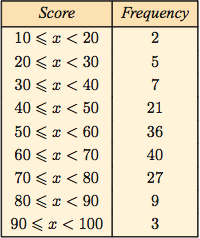 Score Frequency
10 ⩽ x < 20 2
20 ⩽ x < 30 5
30 ⩽ x < 40 7
40 ⩽ x < 50 21
50 ⩽ x < 60 36
60 ⩽ x < 70 40
70 ⩽ x < 80 27
80 ⩽ x < 90 9
90 ⩽ x < 100 3